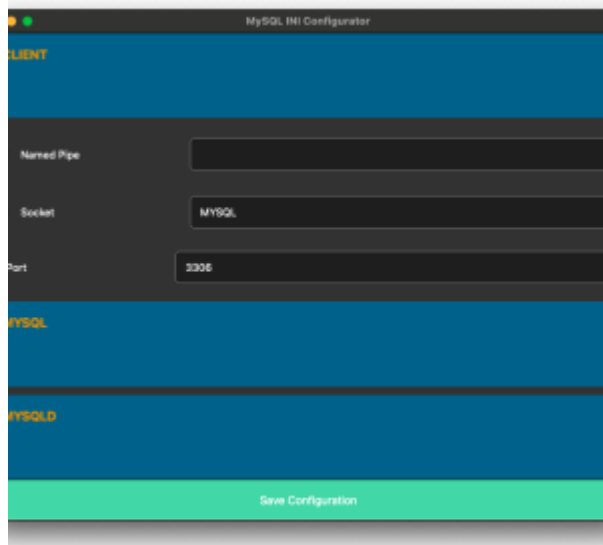 MySQL INI Configurator
CLIENT
Named Pipe
Socket MYSQL
Port 3306
MYSQL
MYSQLD
Save Configuration